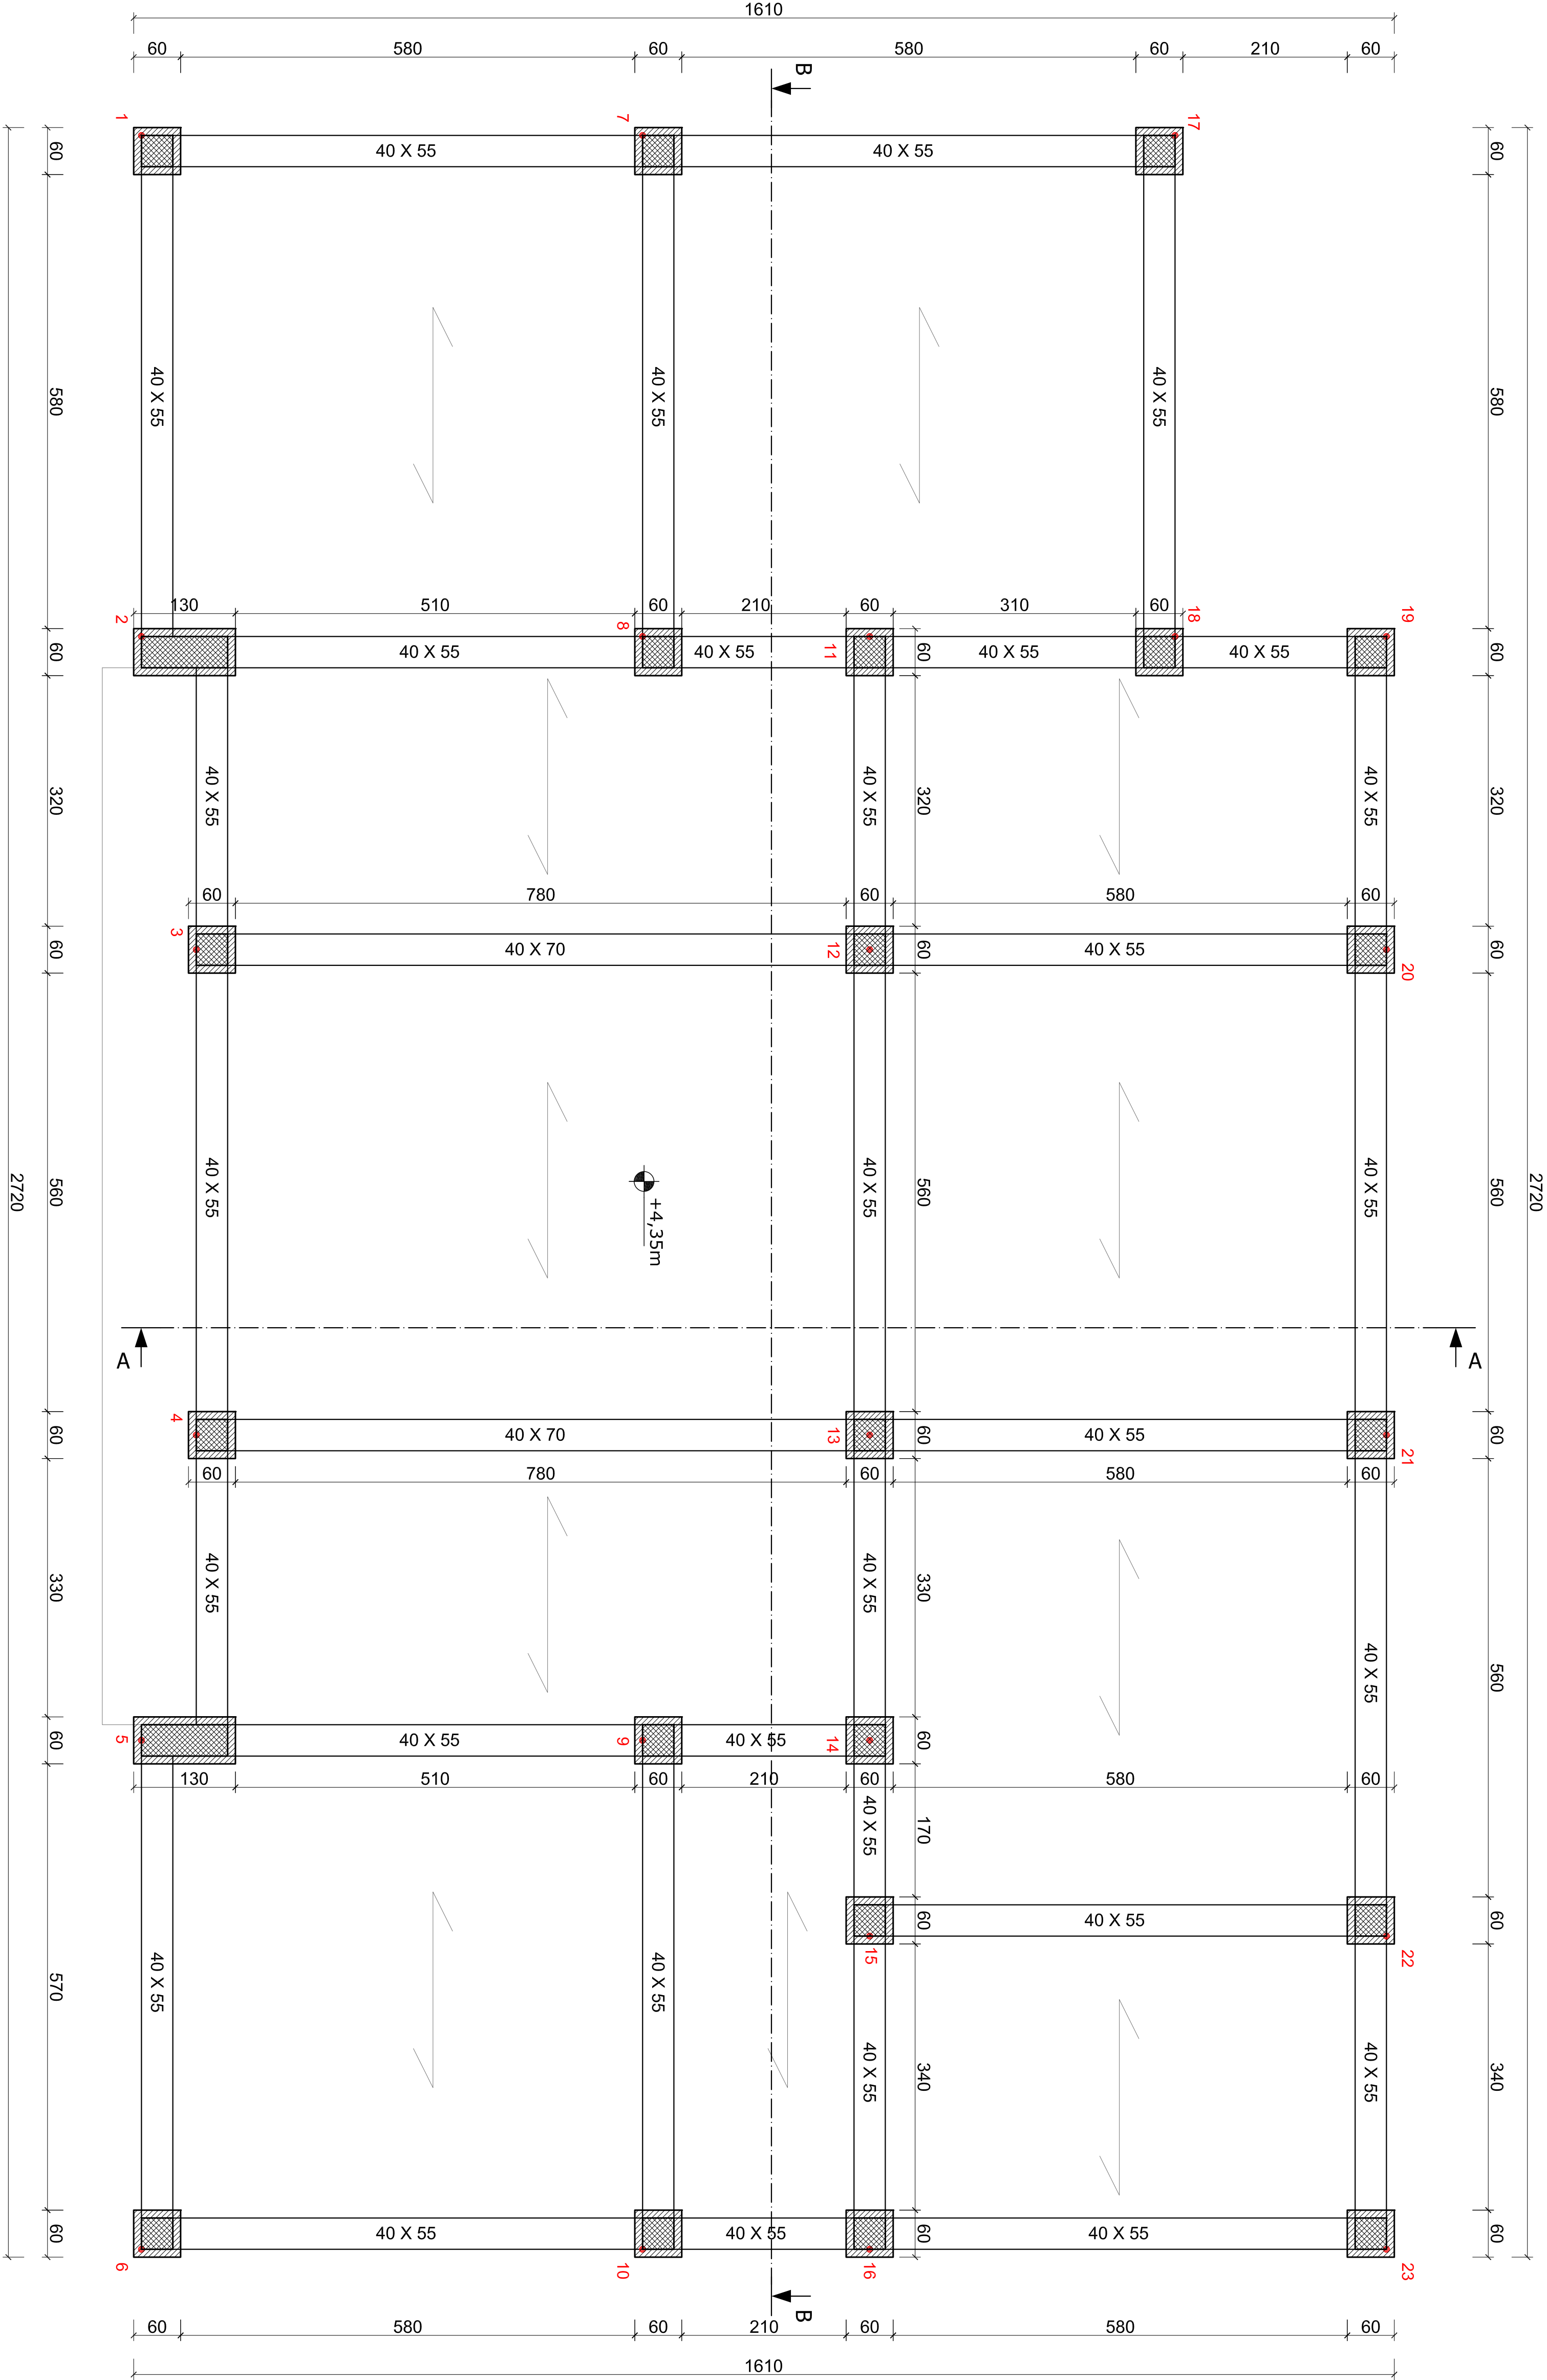 1610
60 580 60 580 60 210 60
B
1 7 17
60 40 X 55 40 X 55 60
580 40 X 55 40 X 55 40 X 55 580
130 510 60 210 60 310 60
2 8 11 18 19
60 40 X 55 40 X 55 60 40 X 55 40 X 55 60
320 40 X 55 40 X 55 320 40 X 55 320
60 780 60 580 60
3 12 20
60 40 X 70 60 40 X 55 60
560 40 X 55 40 X 55 560 40 X 55 560
2720 2720
+4,35m
A A
4 13 21
60 40 X 70 60 40 X 55 60
60 780 60 580 60
330 40 X 55 40 X 55 330 40 X 55 560
5 9 14
60 40 X 55 40 X 55 60
130 510 60 210 60 580 60
40 X 55 170
60 40 X 55 60
15 22
570 40 X 55 40 X 55 40 X 55 340 40 X 55 340
60 40 X 55 40 X 55 60 40 X 55 60
6 10 16 23
B
60 580 60 210 60 580 60
1610